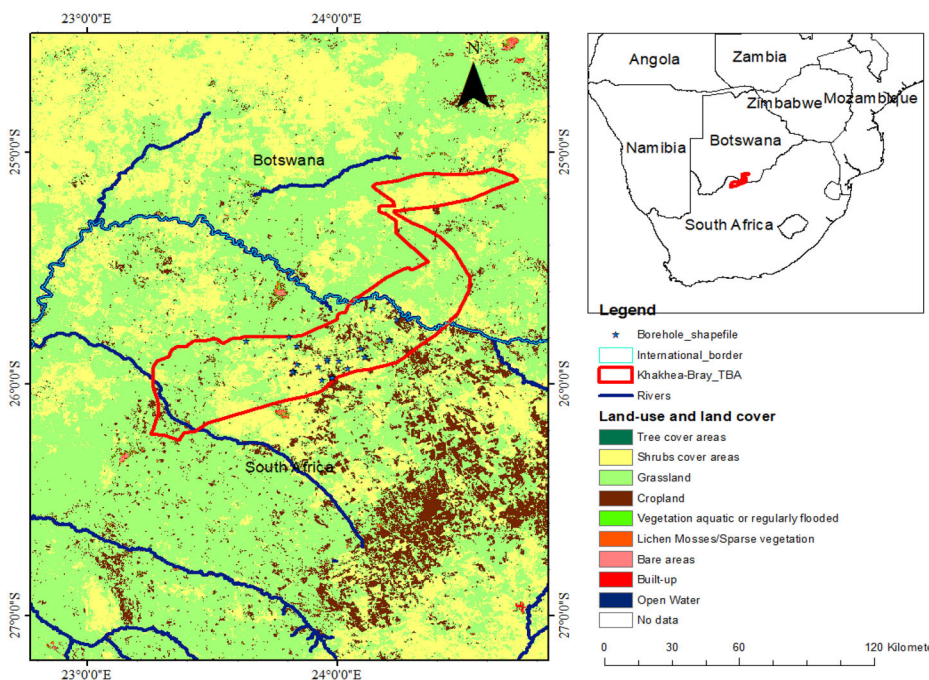 23°0'0"E 24°0'0"E
N
25°0'0"S
25°0'0"S
Botswana
26°0'0"S
26°0'0"S
South Africa
27°0'0"S
27°0'0"S
23°0'0"E 24°0'0"E
Angola
Zambia
Zimbabwe
Mozambique
Namibia
Botswana
South Africa
Legend
Borehole_shapefile
International_border
Khakhea-Bray_TBA
Rivers
Land-use and land cover
Tree cover areas
Shrubs cover areas
Grassland
Cropland
Vegetation aquatic or regularly flooded
Lichen Mosses/Sparse vegetation
Bare areas
Built-up
Open Water
No data
0 30 60 120 Kilomete